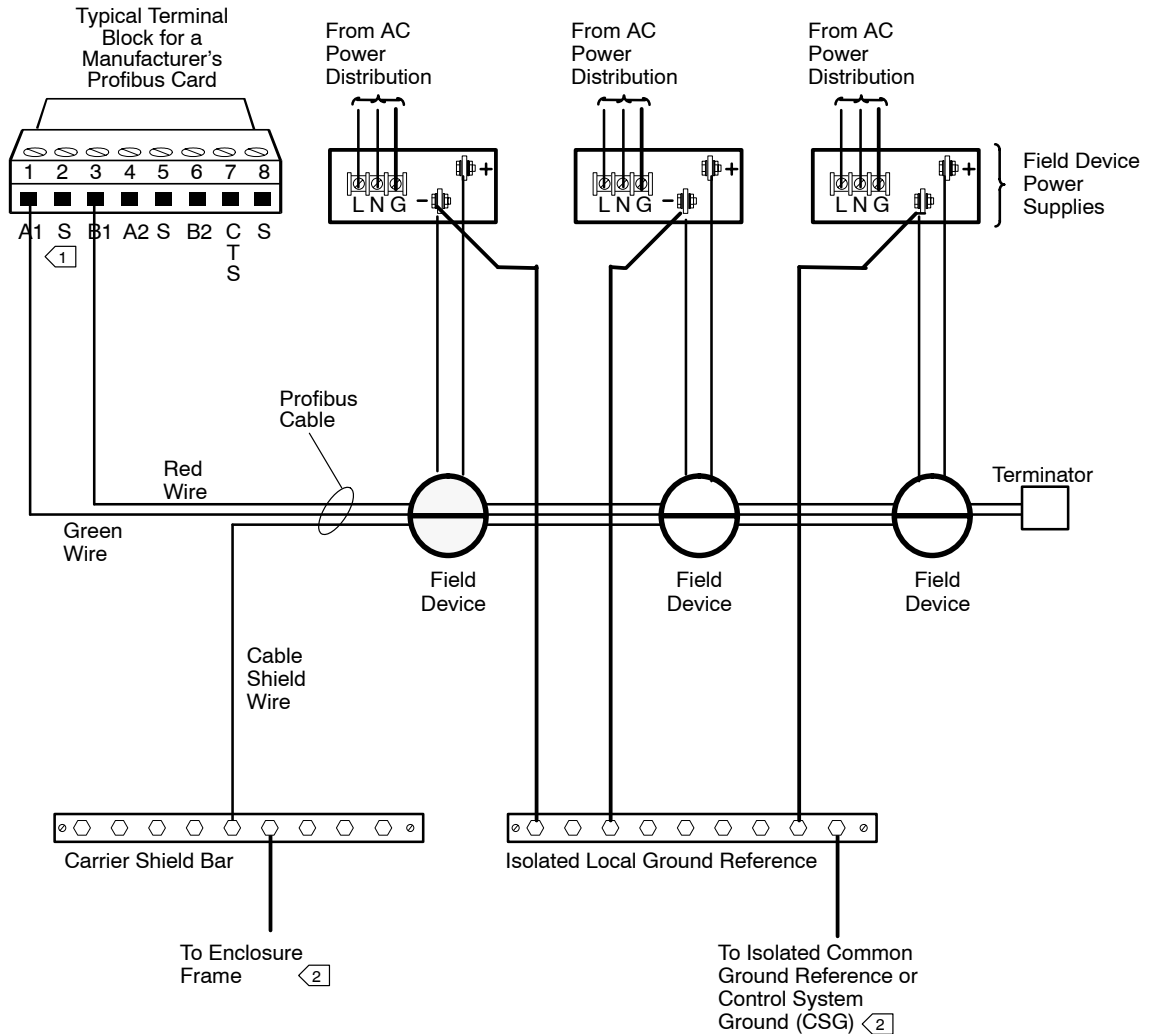 Typical Terminal
Block for a
Manufacturer's
Profibus Card
1 2 3 4 5 6 7 8
A1 S B1 A2 S B2 C S
T
S
1
From AC
Power
Distribution
From AC
Power
Distribution
From AC
Power
Distribution
L N G - +
L N G - +
L N G - +
Field Device
Power
Supplies
Profibus
Cable
Red
Wire
Green
Wire
Terminator
Field
Device
Field
Device
Field
Device
Cable
Shield
Wire
Carrier Shield Bar
Isolated Local Ground Reference
To Enclosure
Frame 2
To Isolated Common
Ground Reference or
Control System
Ground (CSG) 2